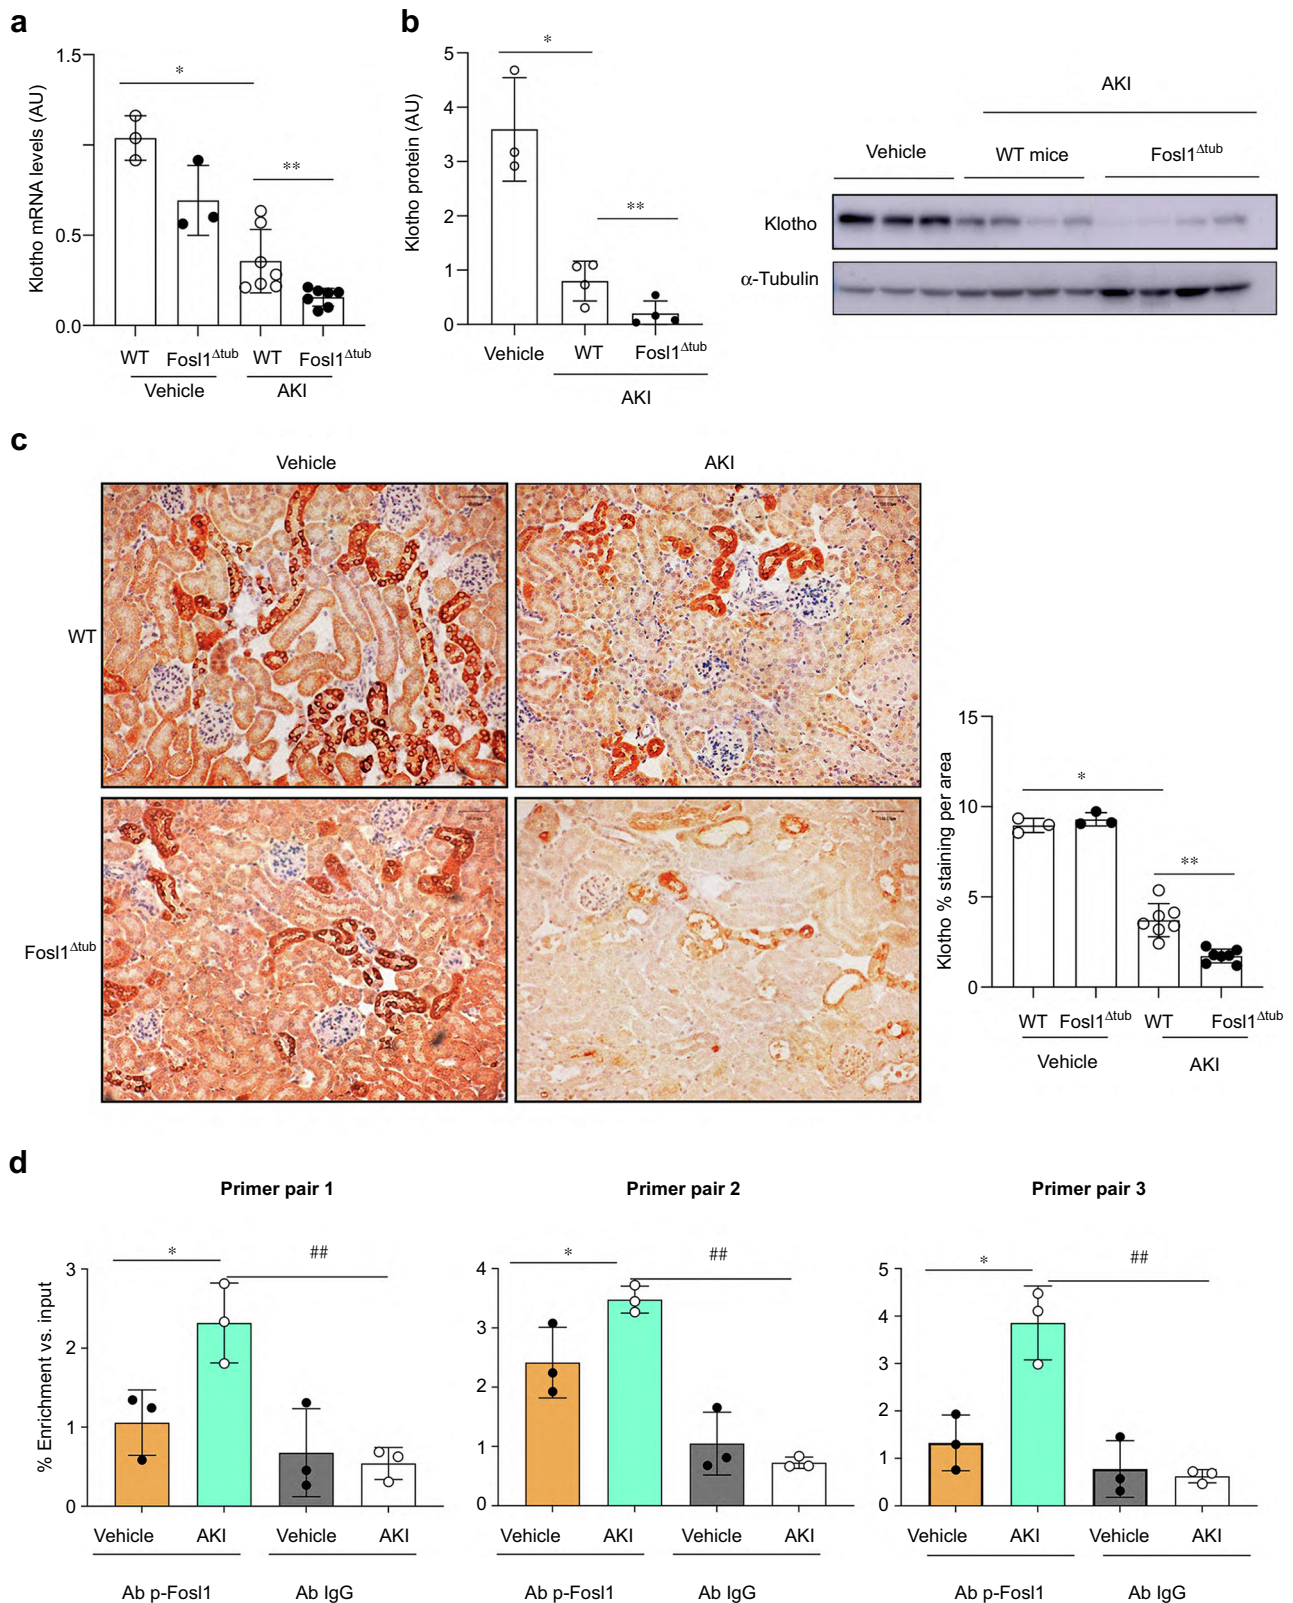 a
Klotho mRNA levels (AU)
1.5
0.5
0.0
*
**
WT Fosl1Δtub WT Fosl1Δtub
Vehicle AKI
b
Klotho protein (AU)
5
4
3
2
1
0
*
**
Vehicle WT Fosl1Δtub
AKI
AKI
Vehicle WT mice Fosl1Δtub
Klotho
α-Tubulin
c
Vehicle AKI
WT
Fosl1Δtub
Klotho % staining per area
15
10
5
0
*
**
WT Fosl1Δtub WT Fosl1Δtub
Vehicle AKI
d
Primer pair 1
% Enrichment vs. input
3
2
1
0
* ##
Vehicle AKI Vehicle AKI
Ab p-Fosl1 Ab IgG
Primer pair 2
4
3
2
1
0
* ##
Vehicle AKI Vehicle AKI
Ab p-Fosl1 Ab IgG
Primer pair 3
5
4
3
2
1
0
* ##
Vehicle AKI Vehicle AKI
Ab p-Fosl1 Ab IgG